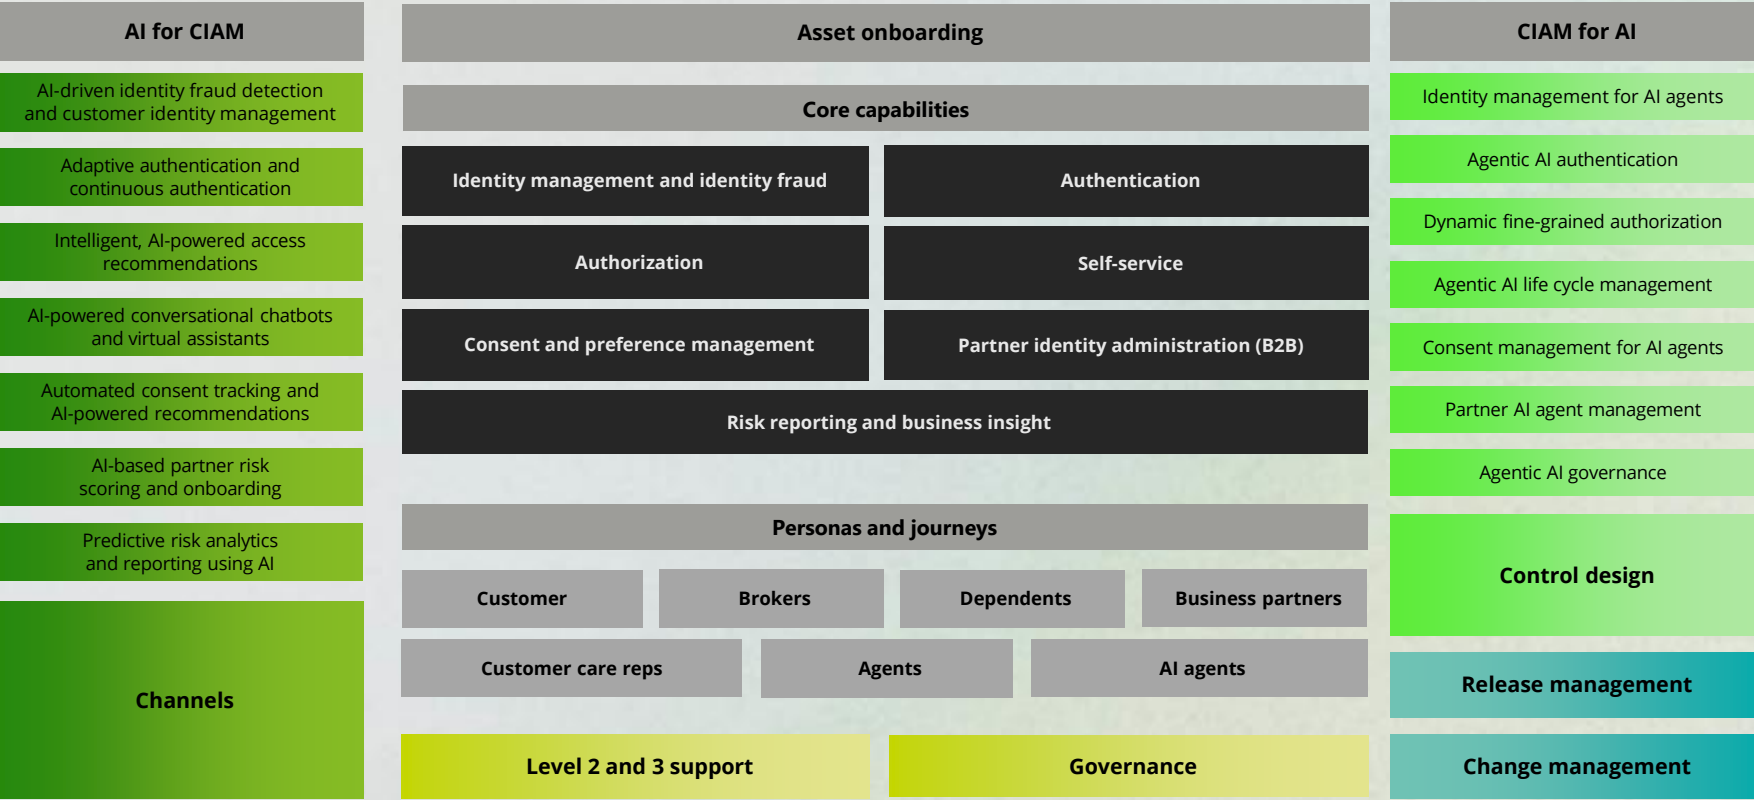 AI for CIAM
AI-driven identity fraud detection
and customer identity management
Adaptive authentication and
continuous authentication
Intelligent, AI-powered access
recommendations
AI-powered conversational chatbots
and virtual assistants
Automated consent tracking and
AI-powered recommendations
AI-based partner risk
scoring and onboarding
Predictive risk analytics
and reporting using AI
Channels
Asset onboarding
Core capabilities
Identity management and identity fraud
Authentication
Authorization
Self-service
Consent and preference management
Partner identity administration (B2B)
Risk reporting and business insight
Personas and journeys
Customer
Brokers
Dependents
Business partners
Customer care reps
Agents
AI agents
Level 2 and 3 support
Governance
CIAM for AI
Identity management for AI agents
Agentic AI authentication
Dynamic fine-grained authorization
Agentic AI life cycle management
Consent management for AI agents
Partner AI agent management
Agentic AI governance
Control design
Release management
Change management